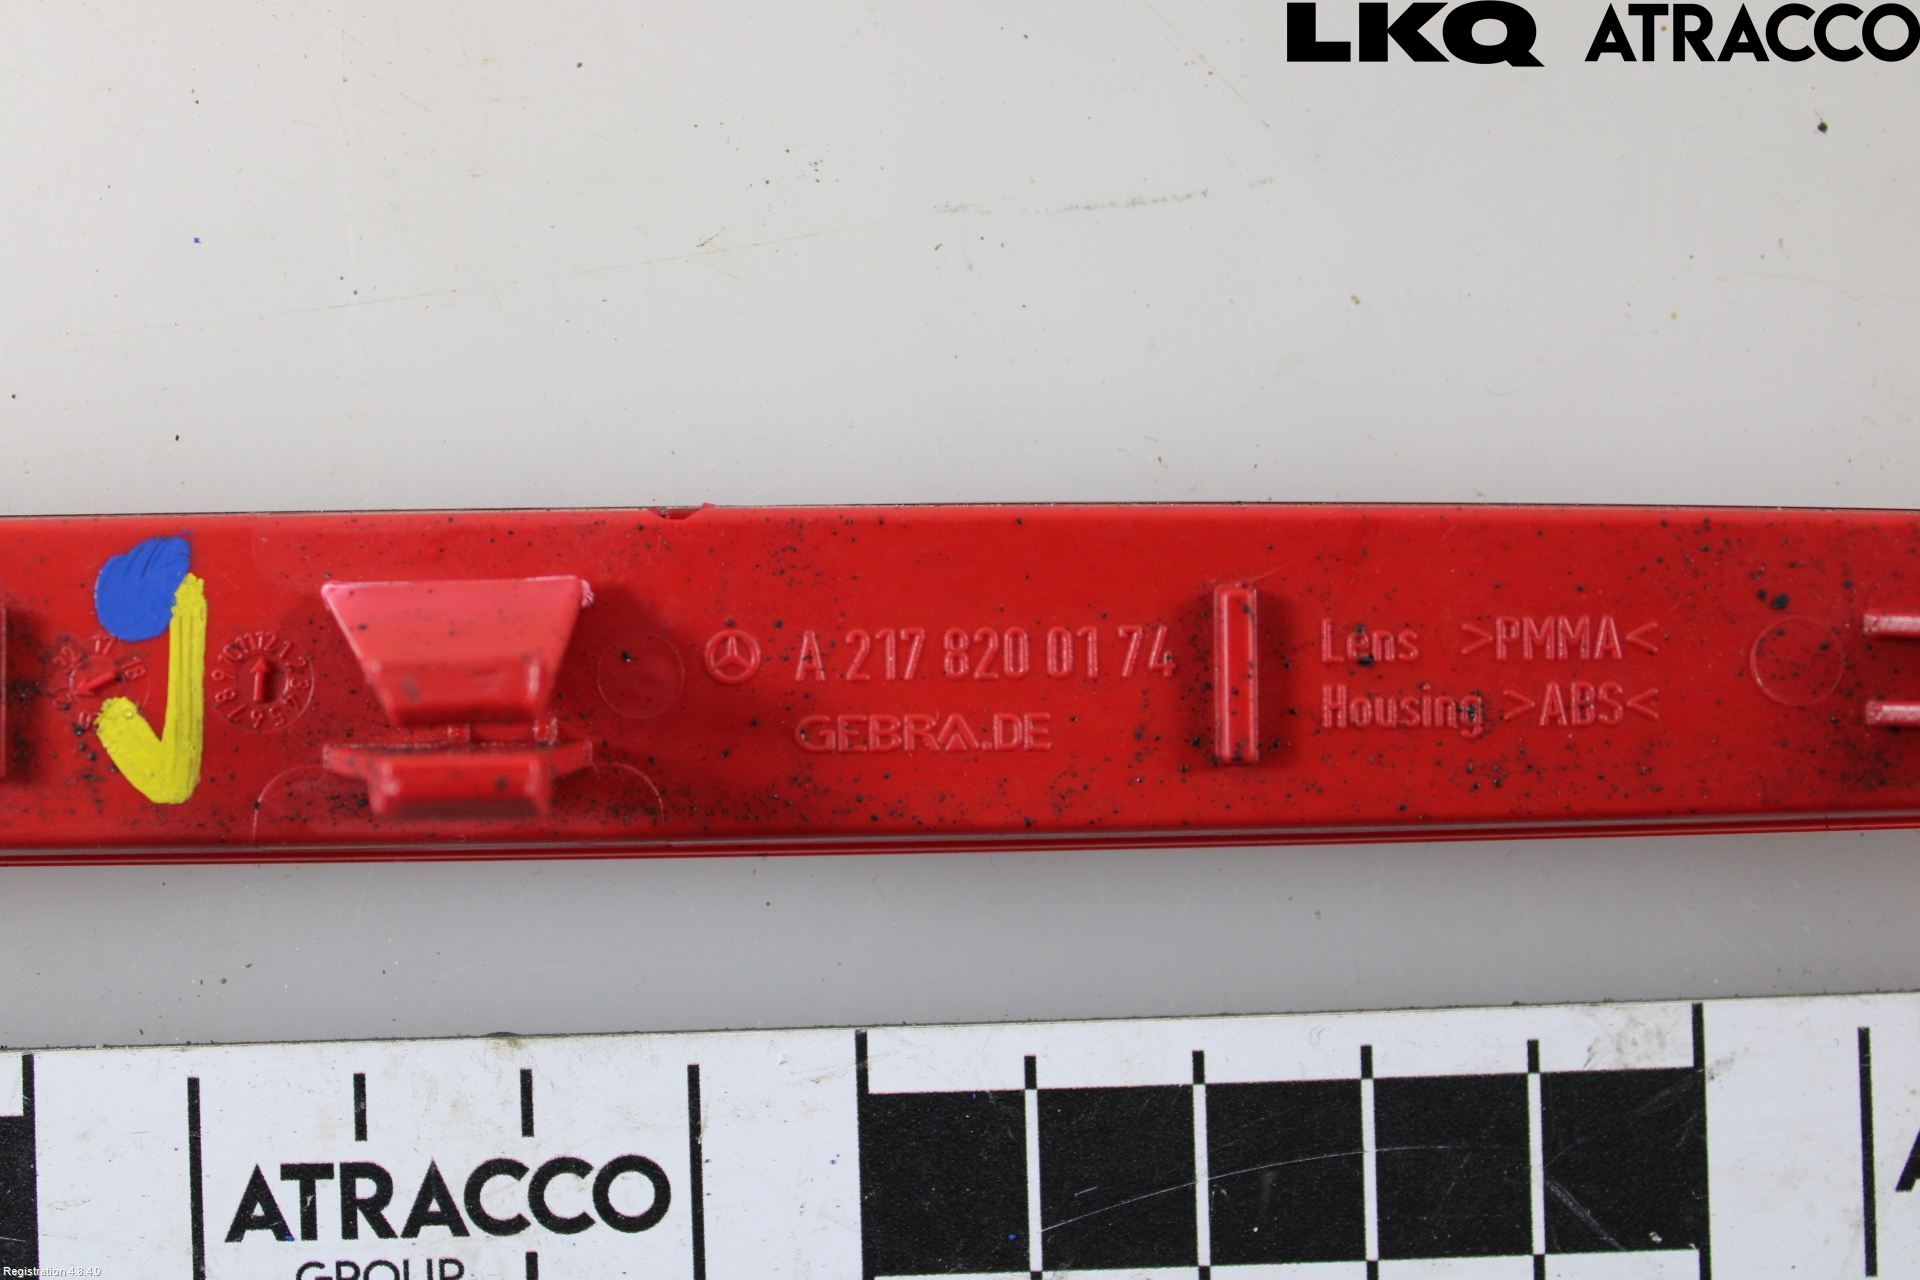 LKQ ATRACCO
A 217 820 01 74
GEBRA.DE
Lens >PMMA<
Housing >ABS<
ATRACCO
GROUP
Registration 4.8.4.0